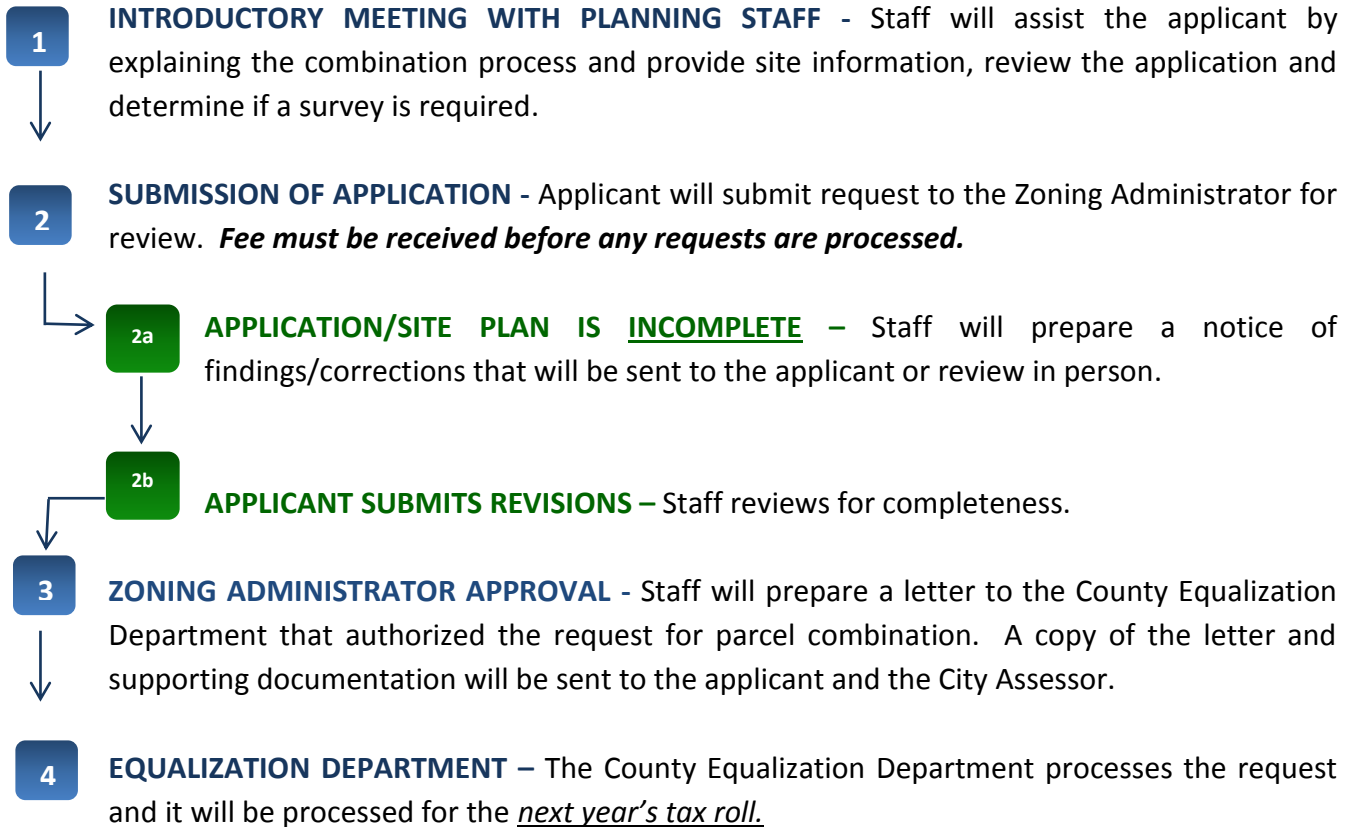 1
INTRODUCTORY MEETING WITH PLANNING STAFF - Staff will assist the applicant by
explaining the combination process and provide site information, review the application and
determine if a survey is required.
2
SUBMISSION OF APPLICATION - Applicant will submit request to the Zoning Administrator for
review. Fee must be received before any requests are processed.
2a
APPLICATION/SITE PLAN IS INCOMPLETE – Staff will prepare a notice of
findings/corrections that will be sent to the applicant or review in person.
2b
APPLICANT SUBMITS REVISIONS – Staff reviews for completeness.
3
ZONING ADMINISTRATOR APPROVAL - Staff will prepare a letter to the County Equalization
Department that authorized the request for parcel combination. A copy of the letter and
supporting documentation will be sent to the applicant and the City Assessor.
4
EQUALIZATION DEPARTMENT – The County Equalization Department processes the request
and it will be processed for the next year's tax roll.